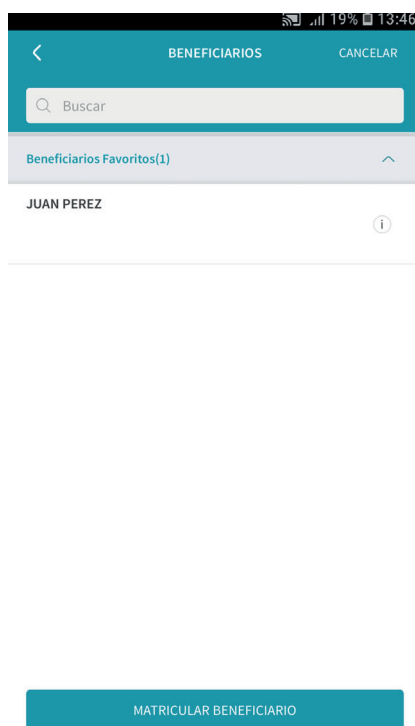 19% 13:46
BENEFICIARIOS CANCELAR
Buscar
Beneficiarios Favoritos(1)
JUAN PEREZ
i
MATRICULAR BENEFICIARIO